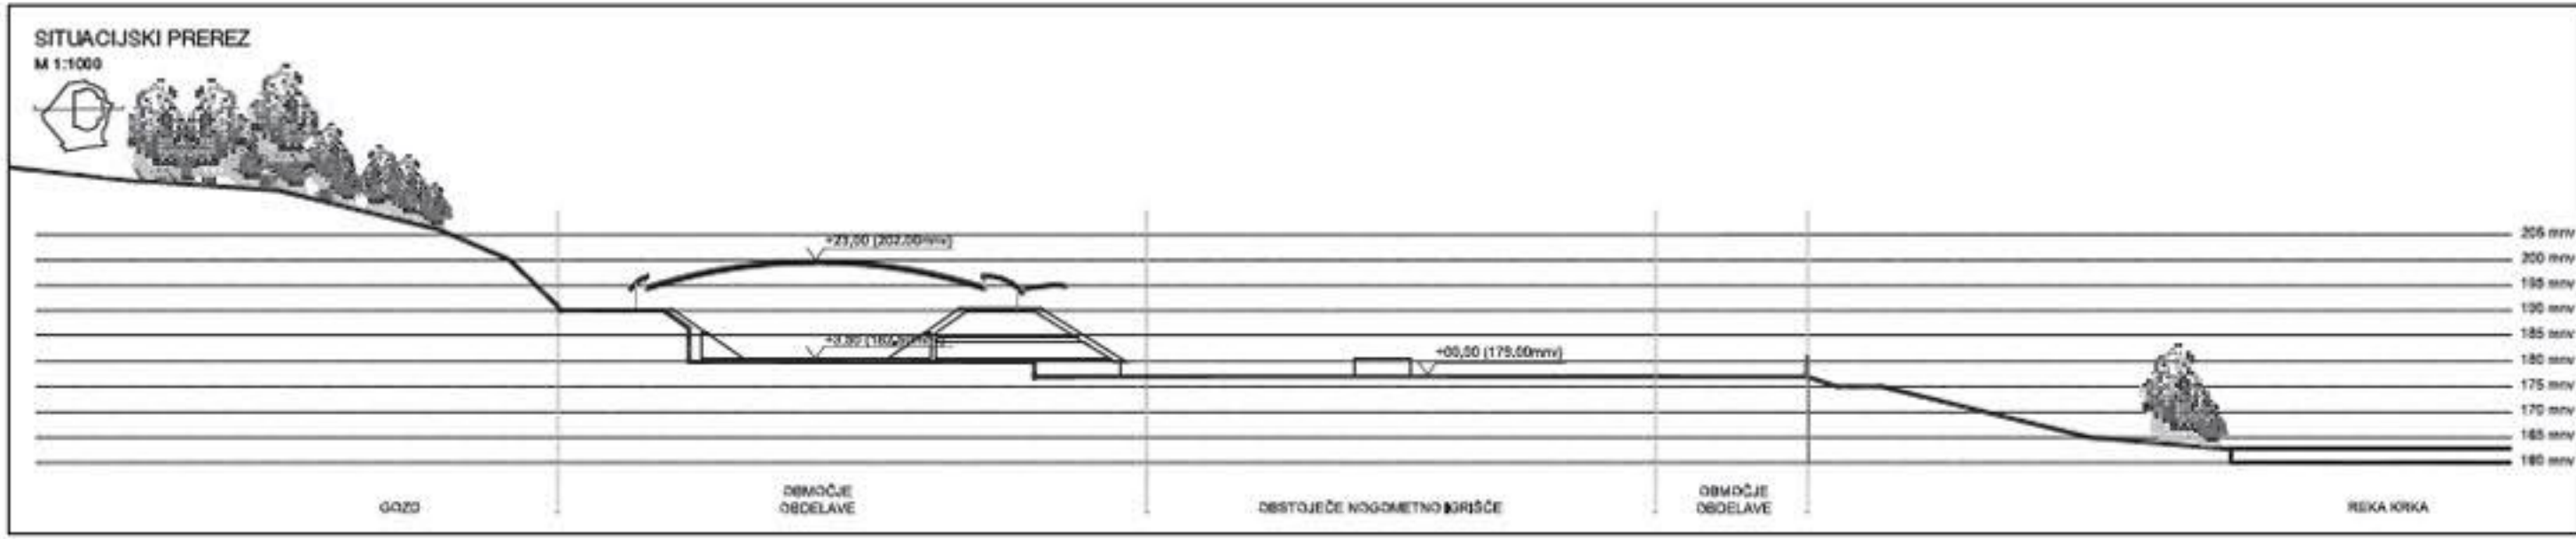 SITUACIJSKI PREREZ
M 1:1000
+23,00 (202.00mnv)
+00,00 (179.00mnv)
205 mnv
200 mnv
195 mnv
190 mnv
185 mnv
180 mnv
175 mnv
170 mnv
165 mnv
160 mnv
GOZD
OBMOČJE
OBDELAVE
OBSTOJEČE NOGOMETNO IGRIŠČE
OBMOČJE
OBDELAVE
REKA KRKA